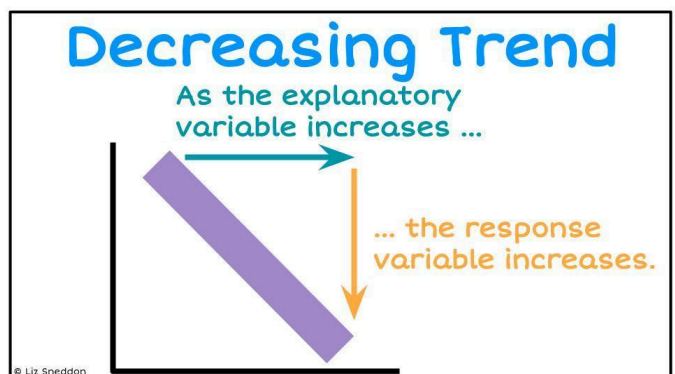 Decreasing Trend
As the explanatory
variable increases ...
... the response
variable increases.
© Liz Sneddon